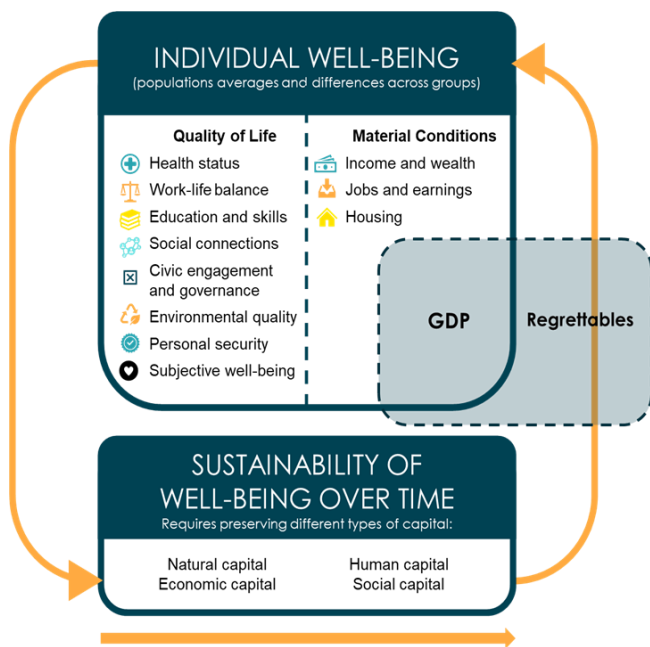 INDIVIDUAL WELL-BEING
(populations averages and differences across groups)
Quality of Life
Health status
Work-life balance
Education and skills
Social connections
Civic engagement
and governance
Environmental quality
Personal security
Subjective well-being
Material Conditions
Income and wealth
Jobs and earnings
Housing
GDP
Regrettables
SUSTAINABILITY OF
WELL-BEING OVER TIME
Requires preserving different types of capital:
Natural capital
Economic capital
Human capital
Social capital